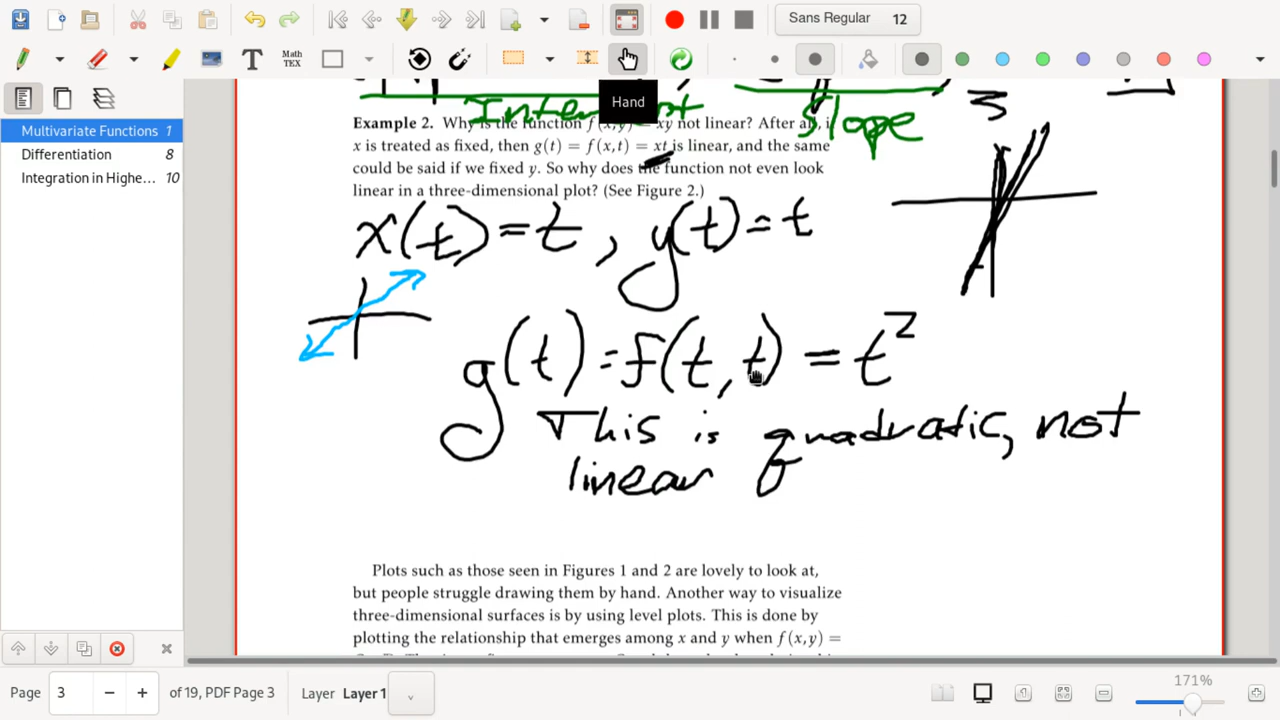 Sans Regular 12
T Math TEX
Hand
Multivariate Functions 1
Differentiation 8
Integration in Highe... 10
Intercept slope 3
Example 2. Why is the function f(x,y) = xy not linear? After all, i
x is treated as fixed, then g(t) = f(x,t) = xt is linear, and the same
could be said if we fixed y. So why does the function not even look
linear in a three-dimensional plot? (See Figure 2.)
x(t) = t, y(t) = t
g(t) = f(t, t) = t²
This is quadratic, not
linear
Plots such as those seen in Figures 1 and 2 are lovely to look at,
but people struggle drawing them by hand. Another way to visualize
three-dimensional surfaces is by using level plots. This is done by
plotting the relationship that emerges among x and y when f(x,y) =
Page 3 of 19, PDF Page 3 Layer Layer 1 171%